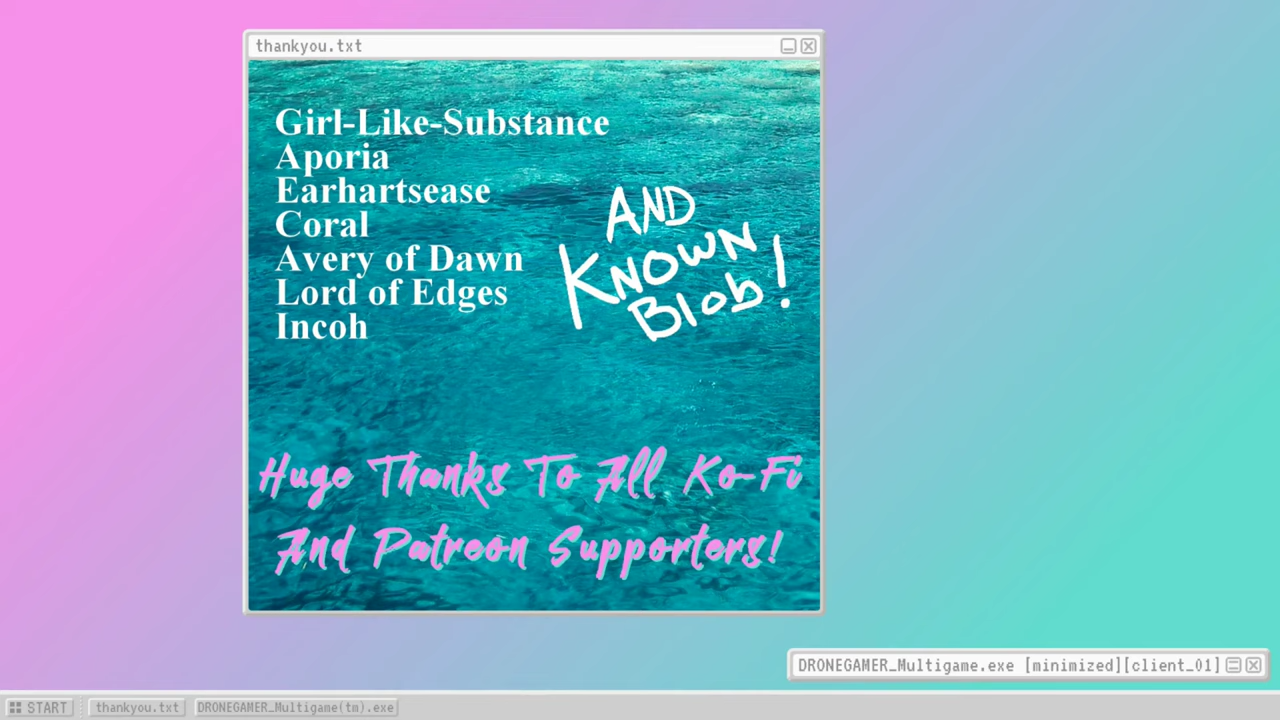 thankyou.txt
Girl-Like-Substance
Aporia
Earhartsease
Coral
Avery of Dawn
Lord of Edges
Incoh
AND
KNOWN
Blob!
Huge Thanks To All Ko-Fi
And Patreon Supporters!
DRONEGAMER_Multigame.exe [minimized][client_01]
START
thankyou.txt
DRONEGAMER_Multigame(tm).exe